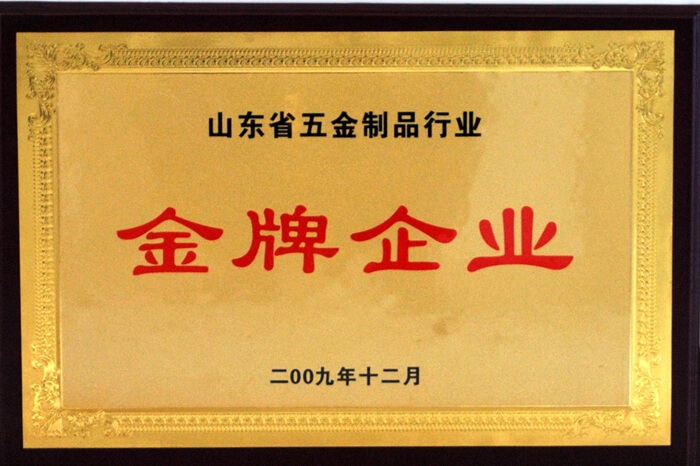 山东省五金制品行业
金牌企业
二00九年十二月